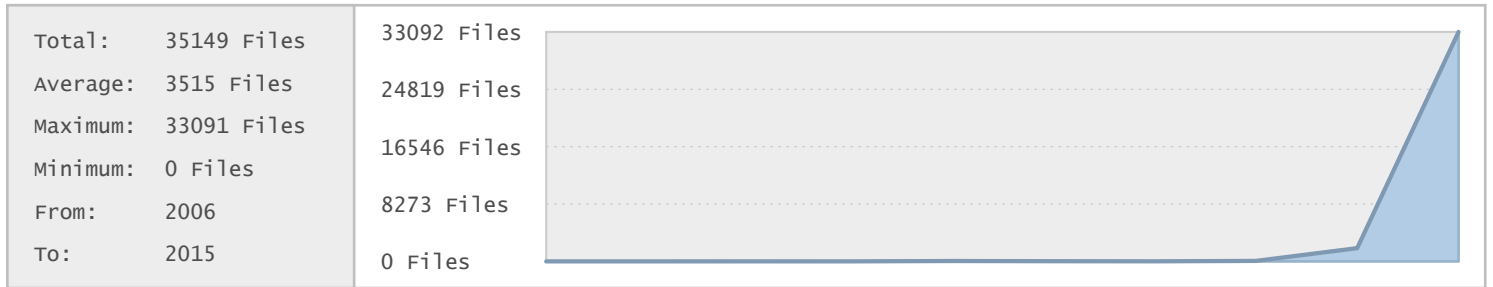 Total: 35149 Files
Average: 3515 Files
Maximum: 33091 Files
Minimum: 0 Files
From: 2006
To: 2015
33092 Files
24819 Files
16546 Files
8273 Files
0 Files